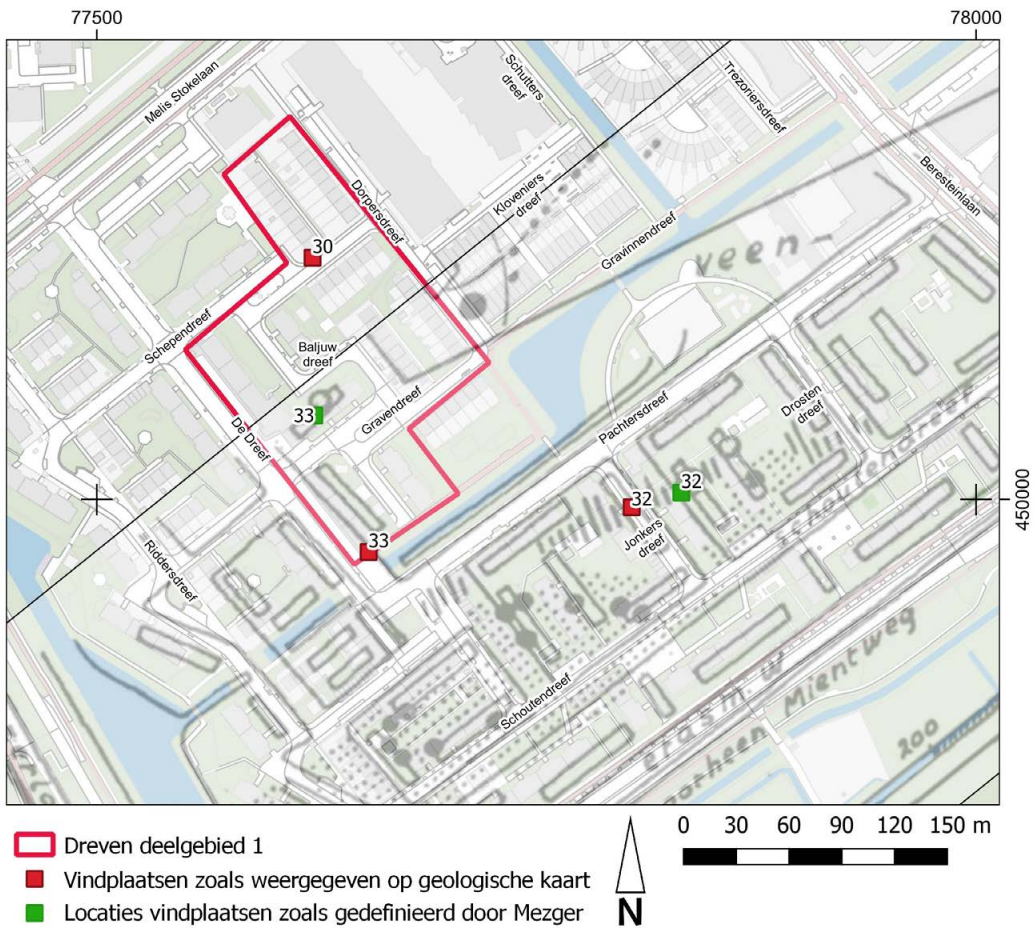 77500
78000
Melis Stokelaan
Schutters
dreef
Trezoriersdreef
Beresteinlaan
Dorpersdreef
Kloveniers
dreef
Gravinnendreef
30
veen-
Schependreef
Baljuw
dreef
33
Gravendreef
De Dreef
Pachtersdreef
Drosten
dreef
32
32
450000
Jonkers
dreef
33
Riddersdreef
Schoutendreef
Erasmusw
Mientweg
200
Dreven deelgebied 1
Vindplaatsen zoals weergegeven op geologische kaart
Locaties vindplaatsen zoals gedefinieerd door Mezger
N
0 30 60 90 120 150 m